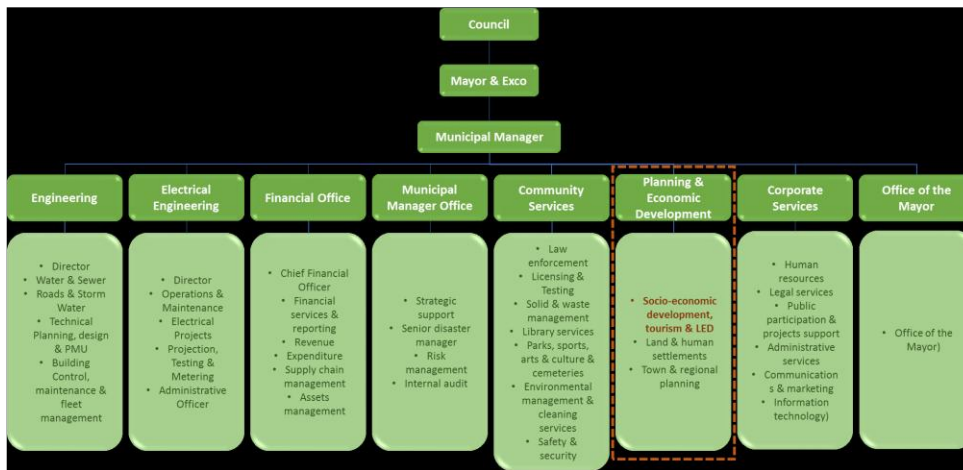 Council
Mayor & Exco
Municipal Manager
Engineering
• Director
• Water & Sewer
• Roads & Storm
Water
• Technical
Planning, design
& PMU
• Building
Control,
maintenance &
fleet
management
Electrical
Engineering
• Director
• Operations &
Maintenance
• Electrical
Projects
• Projection,
Testing &
Metering
• Administrative
Officer
Financial Office
• Chief Financial
Officer
• Financial
services &
reporting
• Revenue
• Expenditure
• Supply chain
management
• Assets
management
Municipal
Manager Office
• Strategic
support
• Senior disaster
manager
• Risk
management
• Internal audit
Community
Services
• Law
enforcement
• Licensing &
Testing
• Solid & waste
management
• Library services
• Parks, sports,
arts & culture &
cemeteries
• Environmental
management &
cleaning
services
• Safety &
security
Planning &
Economic
Development
• Socio-economic
development,
tourism & LED
• Land & human
settlements
• Town & regional
planning
Corporate
Services
• Human
resources
• Legal services
• Public
participation &
projects support
• Administrative
services
• Communication
s & marketing
• Information
technology)
Office of the
Mayor
• Office of the
Mayor)